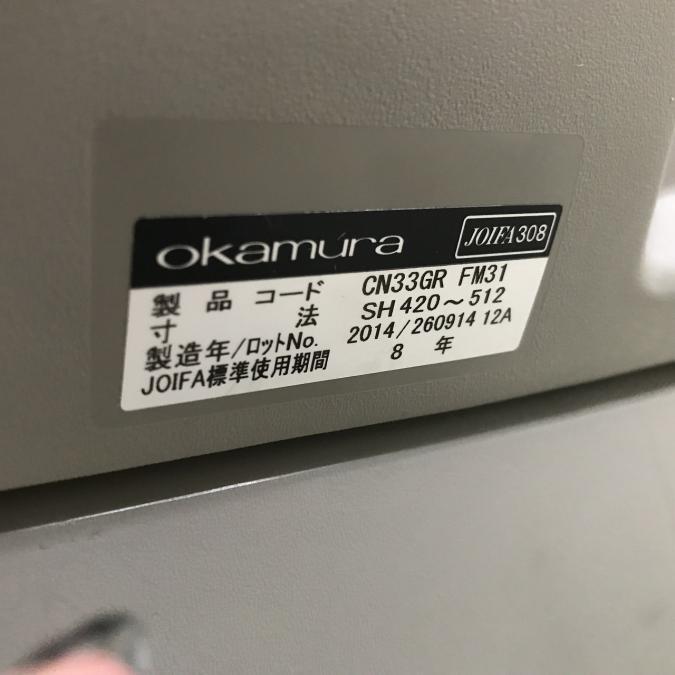 okamura JOIFA308
製品コード CN33GR FM31
寸法 SH 420～512
製造年/ロットNo. 2014/260914 12A
JOIFA標準使用期間 8 年